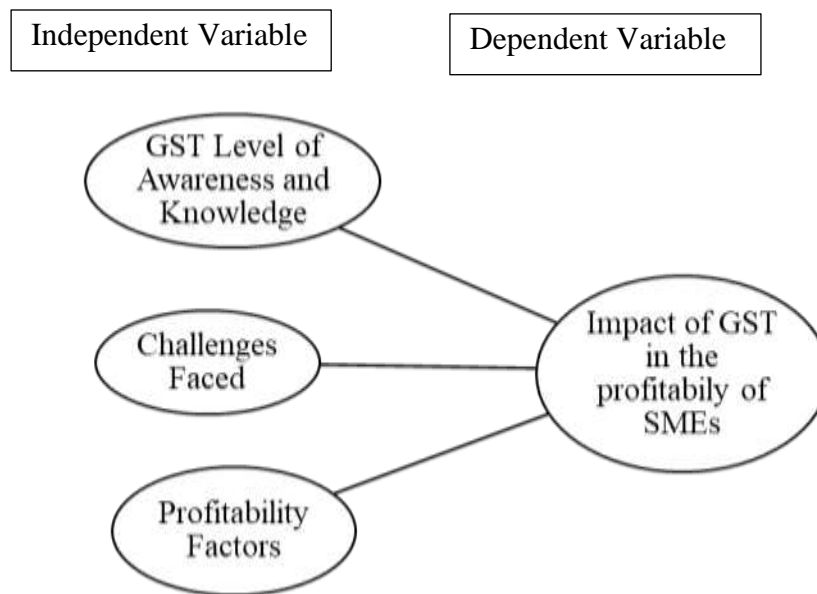 Independent Variable
Dependent Variable
GST Level of
Awareness and
Knowledge
Challenges
Faced
Profitability
Factors
Impact of GST
in the
profitabily of
SMEs